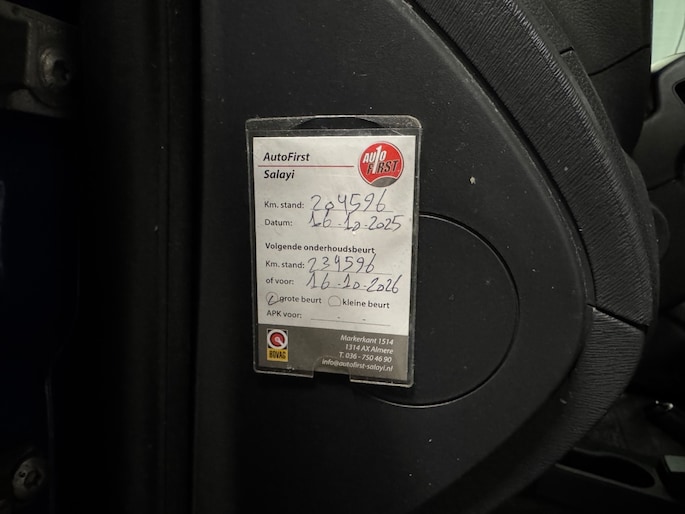 AutoFirst
Salayi
AUTO
FIRST
Km. stand: 204596
Datum: 16-10-2025
Volgende onderhoudsbeurt
Km. stand: 239596
of voor: 16-10-2026
grote beurt kleine beurt
APK voor: - -
BOVAG
Markerkant 1514
1314 AX Almere
T. 036 - 750 46 90
info@autofirst-salayi.nl